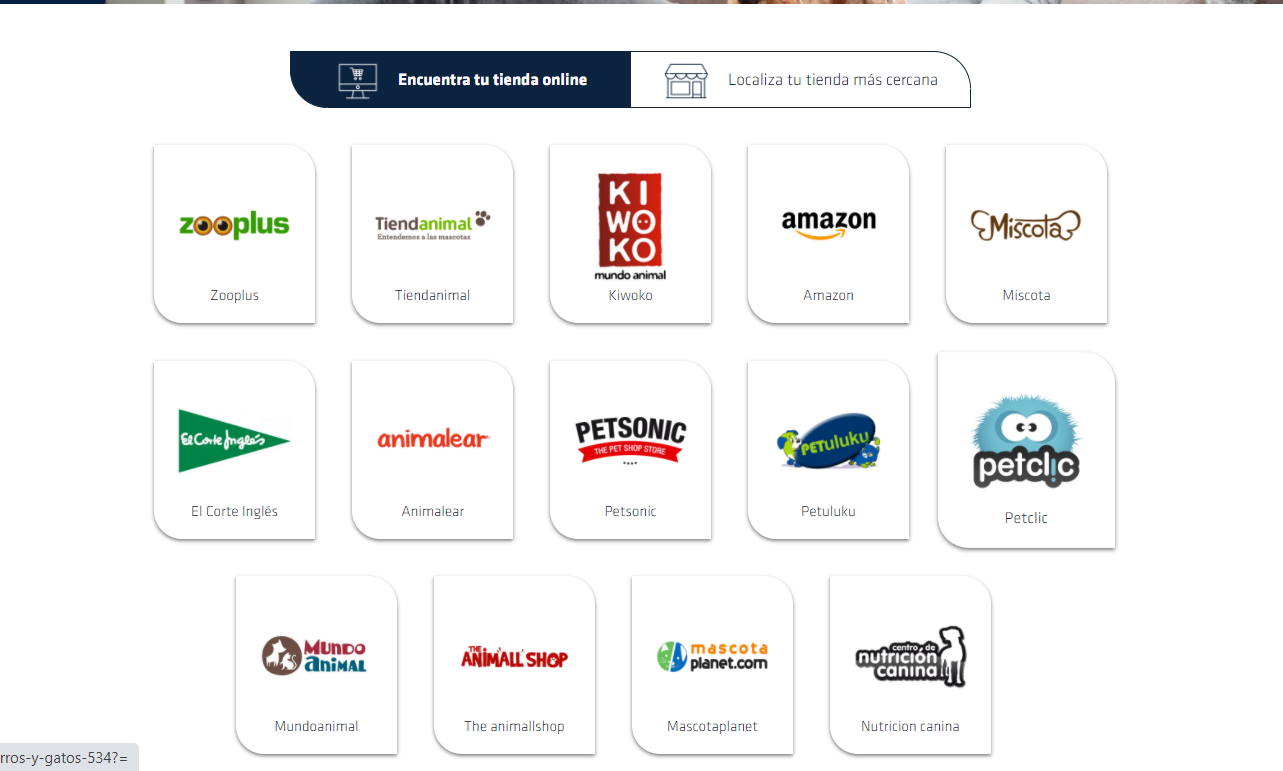 Encuentra tu tienda online
Localiza tu tienda más cercana
zooplus
Zooplus
Tiendanimal
Entendemos a las mascotas
Tiendanimal
KI
WO
KO
mundo animal
Kiwoko
amazon
Amazon
Miscota
Miscota
El Corte Inglés
El Corte Inglés
animalear
Animalear
PETSONIC
THE PET SHOP STORE
Petsonic
PETuluku
Petuluku
petclic
Petclic
MUNDO
ANIMAL
Mundoanimal
THE
ANIMALL SHOP
The animallshop
mascota
planet.com
Mascotaplanet
centro de
nutrición
canina
Nutricion canina
rros-y-gatos-534?=